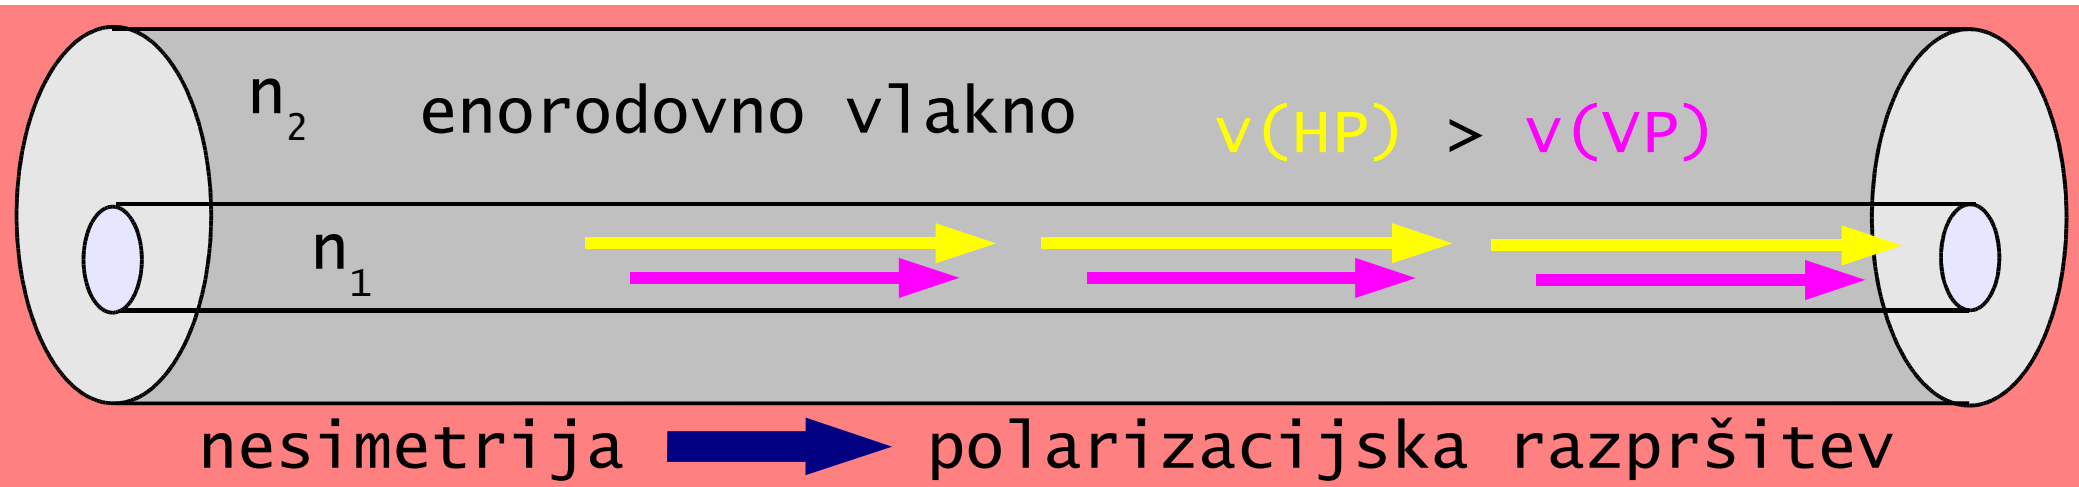 n₂ enorodovno vlakno v(HP) > v(VP)
n₁
nesimetrija polarizacijska razpršitev